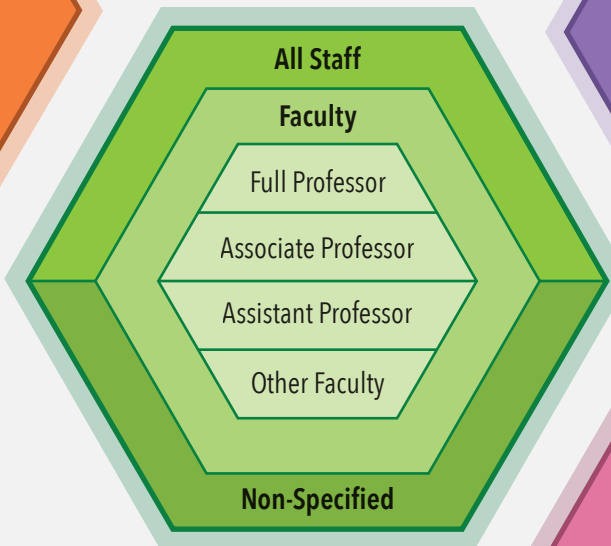 All Staff
Faculty
Full Professor
Associate Professor
Assistant Professor
Other Faculty
Non-Specified